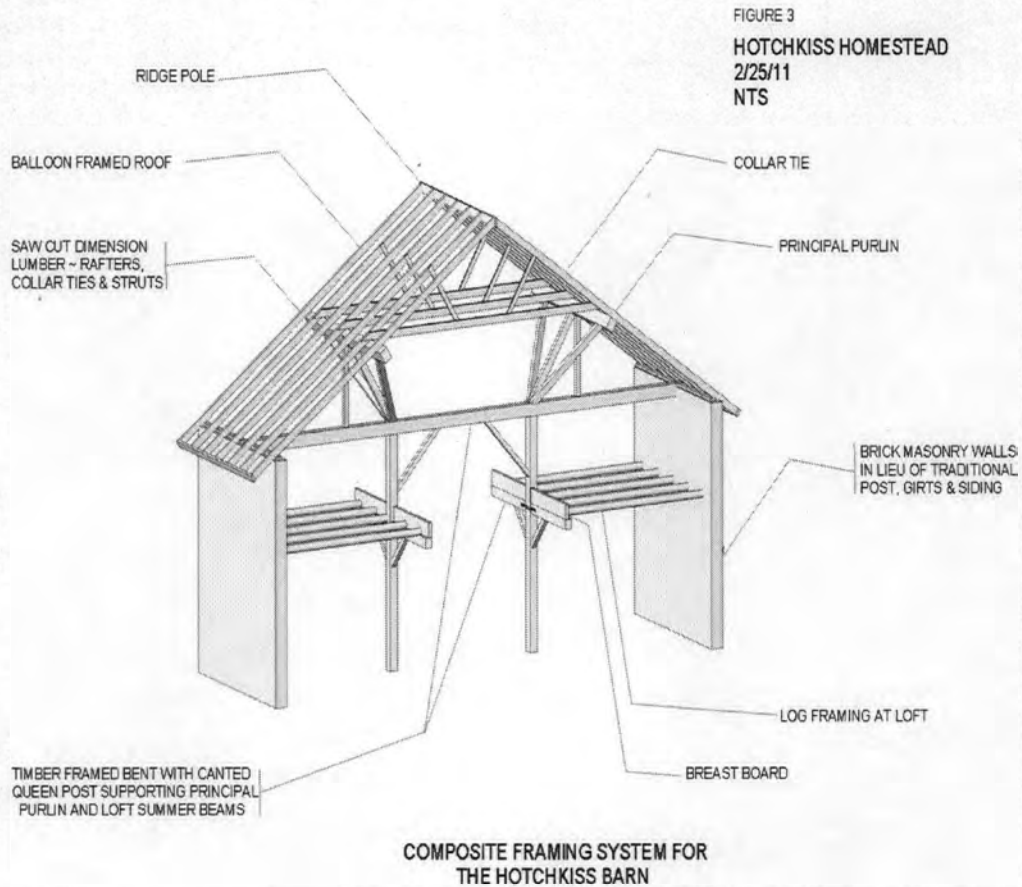 FIGURE 3
HOTCHKISS HOMESTEAD
2/25/11
NTS
RIDGE POLE
BALLOON FRAMED ROOF
SAW CUT DIMENSION
LUMBER ~ RAFTERS,
COLLAR TIES & STRUTS
COLLAR TIE
PRINCIPAL PURLIN
BRICK MASONRY WALLS
IN LIEU OF TRADITIONAL
POST, GIRTS & SIDING
LOG FRAMING AT LOFT
BREAST BOARD
TIMBER FRAMED BENT WITH CANTED
QUEEN POST SUPPORTING PRINCIPAL
PURLIN AND LOFT SUMMER BEAMS
COMPOSITE FRAMING SYSTEM FOR
THE HOTCHKISS BARN